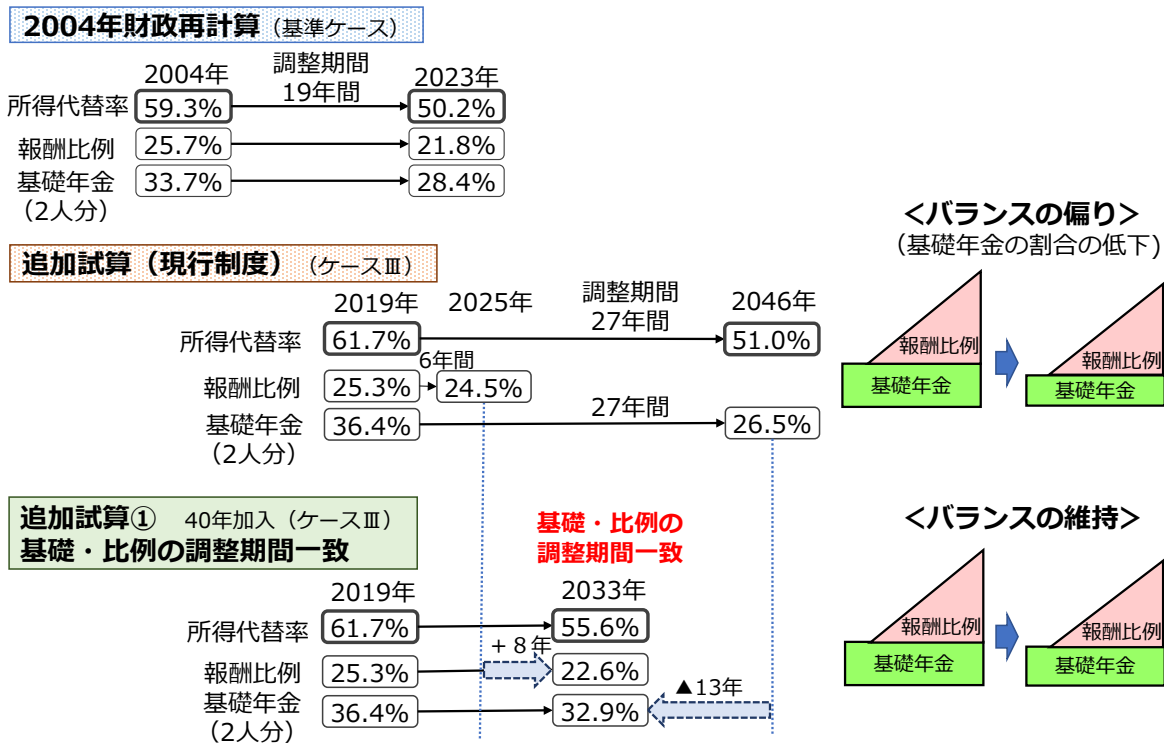 2004年財政再計算（基準ケース）
2004年 調整期間 2023年
19年間
所得代替率 59.3% 50.2%
報酬比例 25.7% 21.8%
基礎年金 33.7% 28.4%
（2人分）
＜バランスの偏り＞
（基礎年金の割合の低下）
報酬比例 報酬比例
基礎年金 基礎年金
追加試算（現行制度）（ケースⅢ）
2019年 2025年 調整期間 2046年
27年間
所得代替率 61.7% 51.0%
6年間
報酬比例 25.3% 24.5%
27年間
基礎年金 36.4% 26.5%
（2人分）
追加試算① 40年加入（ケースⅢ）
基礎・比例の調整期間一致
基礎・比例の
調整期間一致
＜バランスの維持＞
報酬比例 報酬比例
基礎年金 基礎年金
2019年 2033年
所得代替率 61.7% 55.6%
＋８年
報酬比例 25.3% 22.6%
▲13年
基礎年金 36.4% 32.9%
（2人分）